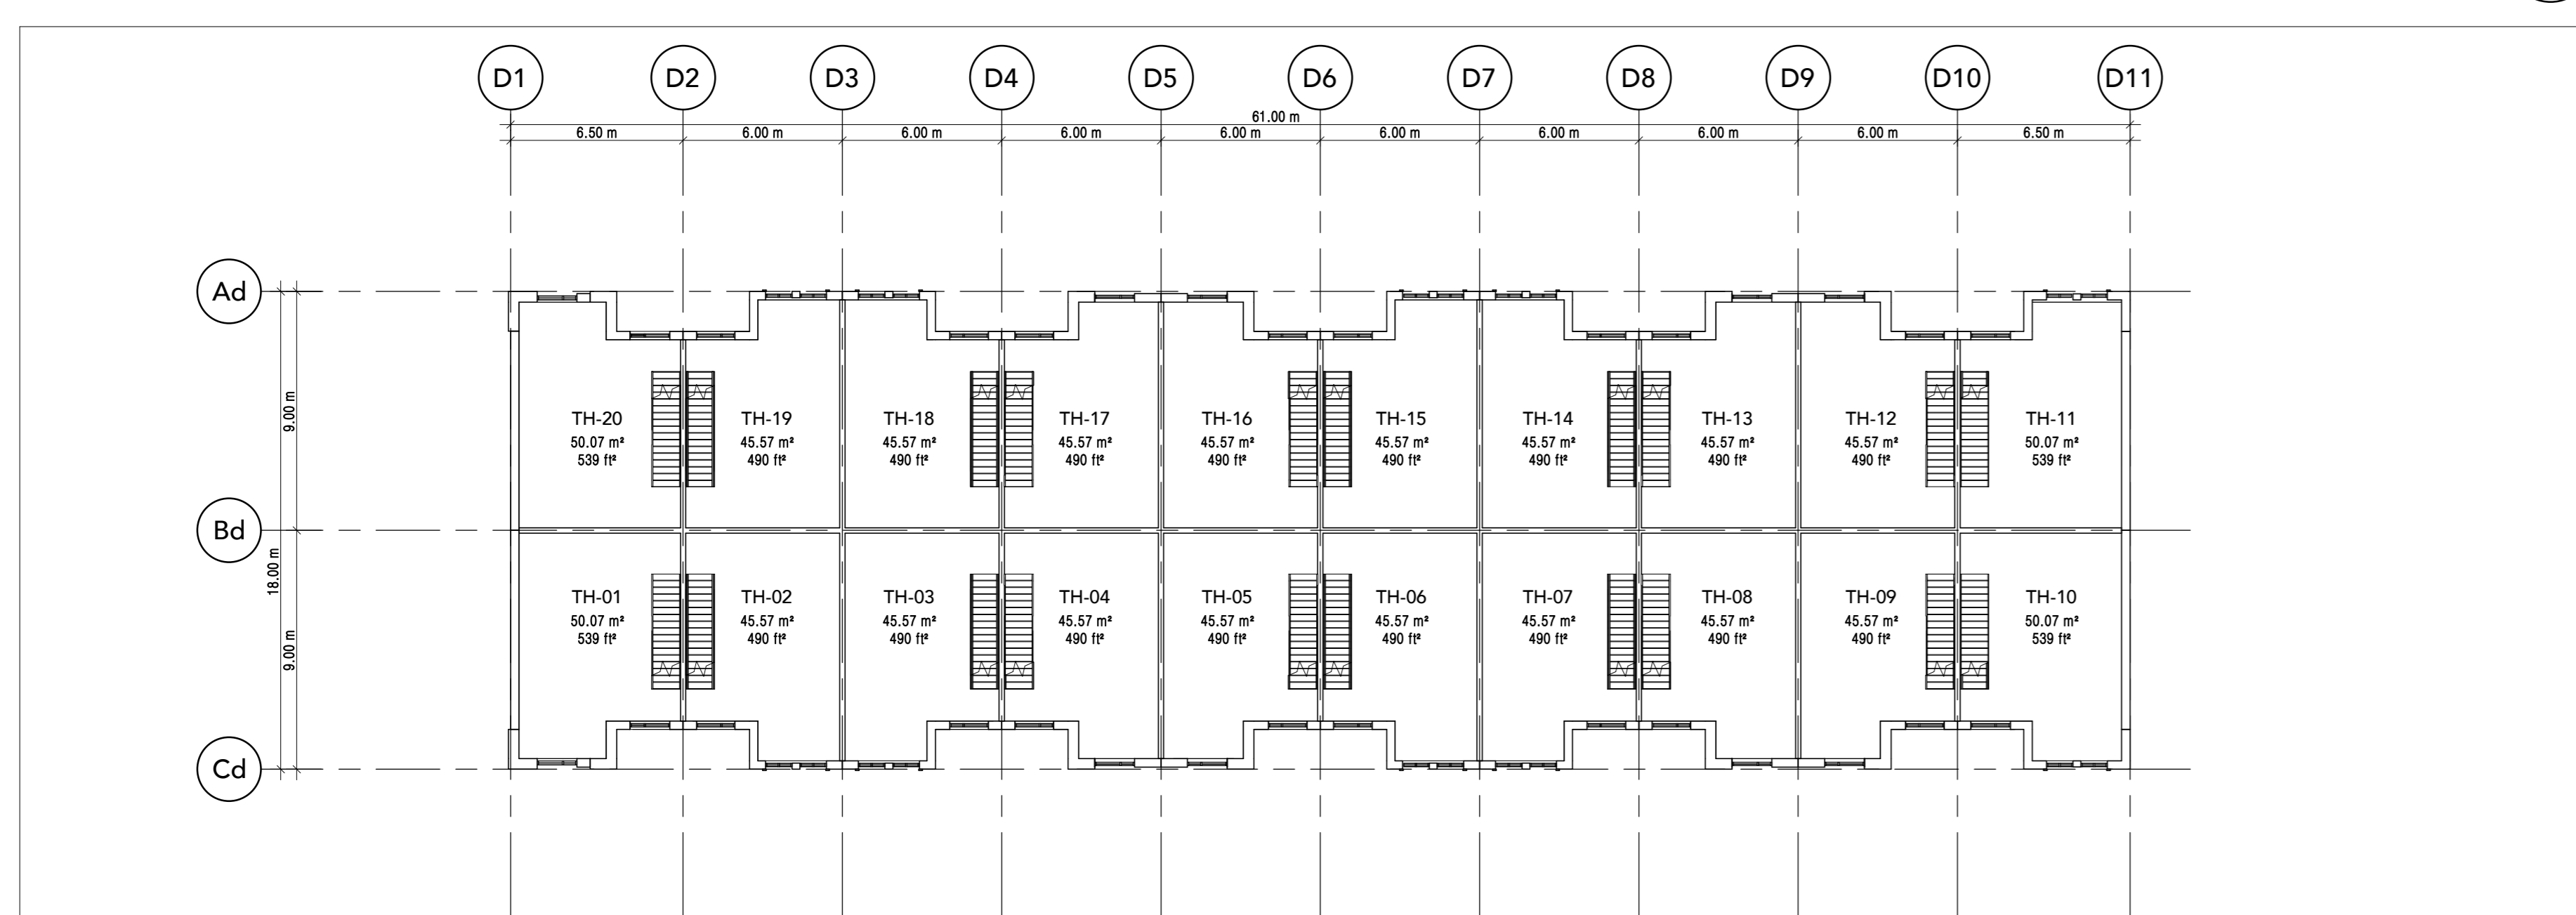 D1 D2 D3 D4 D5 D6 D7 D8 D9 D10 D11
61.00 m
6.50 m 6.00 m 6.00 m 6.00 m 6.00 m 6.00 m 6.00 m 6.00 m 6.00 m 6.50 m
Ad
9.00 m
TH-20 TH-19 TH-18 TH-17 TH-16 TH-15 TH-14 TH-13 TH-12 TH-11
50.07 m² 45.57 m² 45.57 m² 45.57 m² 45.57 m² 45.57 m² 45.57 m² 45.57 m² 45.57 m² 50.07 m²
539 ft² 490 ft² 490 ft² 490 ft² 490 ft² 490 ft² 490 ft² 490 ft² 490 ft² 539 ft²
Bd
18.00 m
TH-01 TH-02 TH-03 TH-04 TH-05 TH-06 TH-07 TH-08 TH-09 TH-10
50.07 m² 45.57 m² 45.57 m² 45.57 m² 45.57 m² 45.57 m² 45.57 m² 45.57 m² 45.57 m² 50.07 m²
539 ft² 490 ft² 490 ft² 490 ft² 490 ft² 490 ft² 490 ft² 490 ft² 490 ft² 539 ft²
9.00 m
Cd